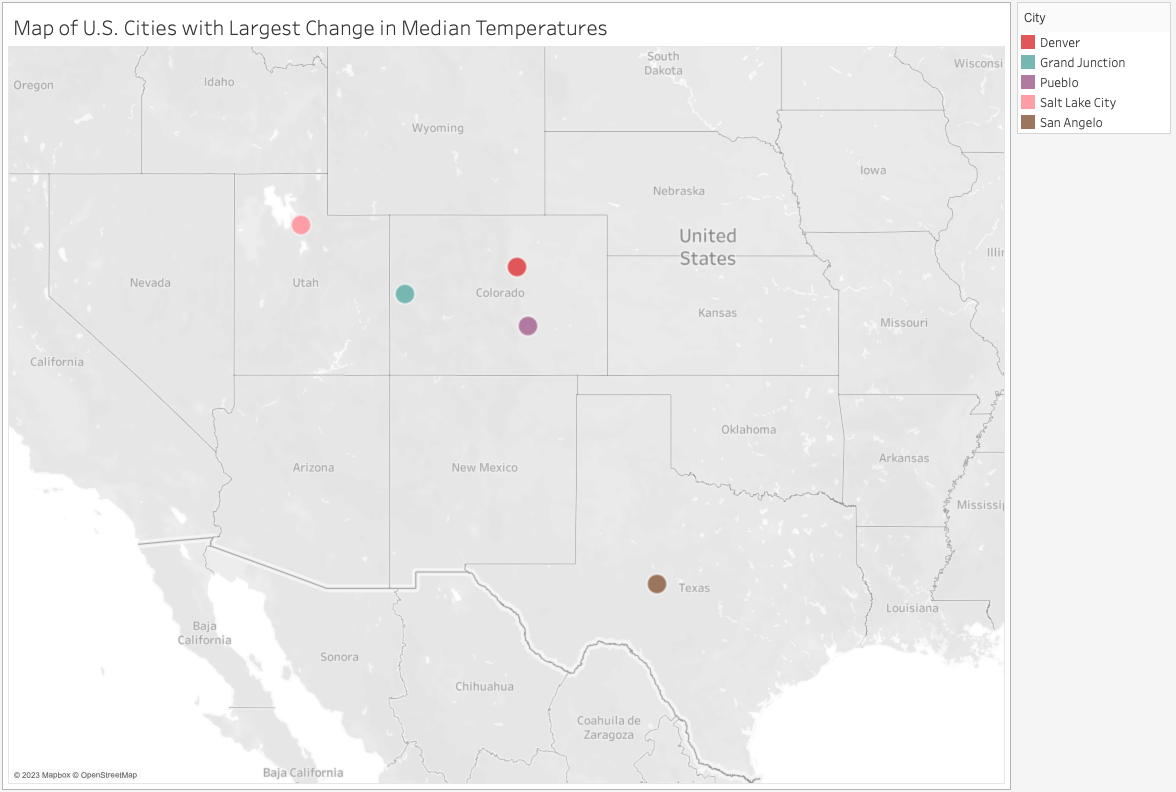 Map of U.S. Cities with Largest Change in Median Temperatures
City
Denver
Grand Junction
Pueblo
Salt Lake City
San Angelo
South
Dakota
Wisconsi
Oregon
Idaho
Wyoming
Iowa
Nebraska
United
States
Illir
Nevada
Utah
Colorado
Kansas
Missouri
California
Oklahoma
Arizona
New Mexico
Arkansas
Mississip
Texas
Louisiana
Baja
California
Sonora
Chihuahua
Coahuila de
Zaragoza
Baja California
© 2023 Mapbox © OpenStreetMap